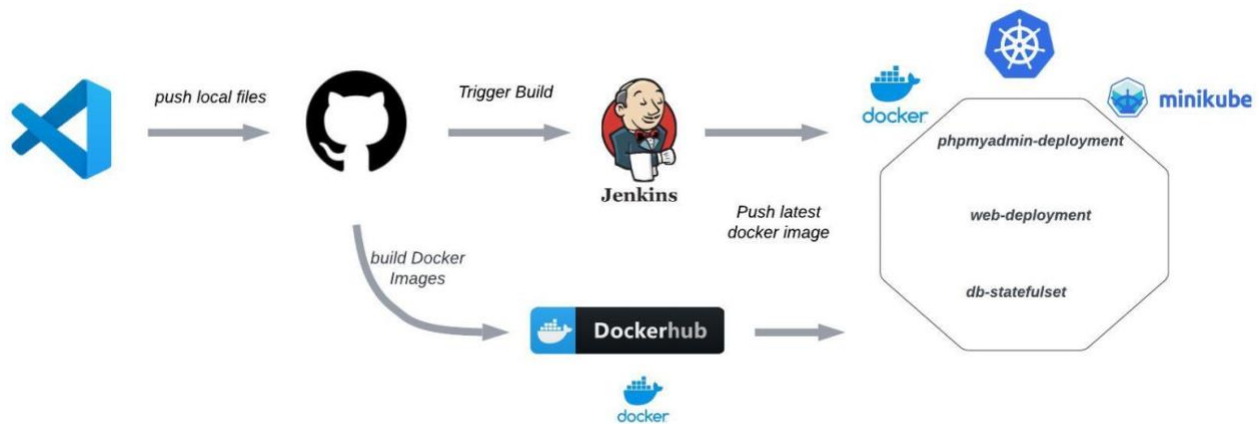 push local files
Trigger Build
Jenkins
docker
minikube
phpmyadmin-deployment
Push latest
docker image
web-deployment
build Docker
Images
db-statefulset
Dockerhub
docker